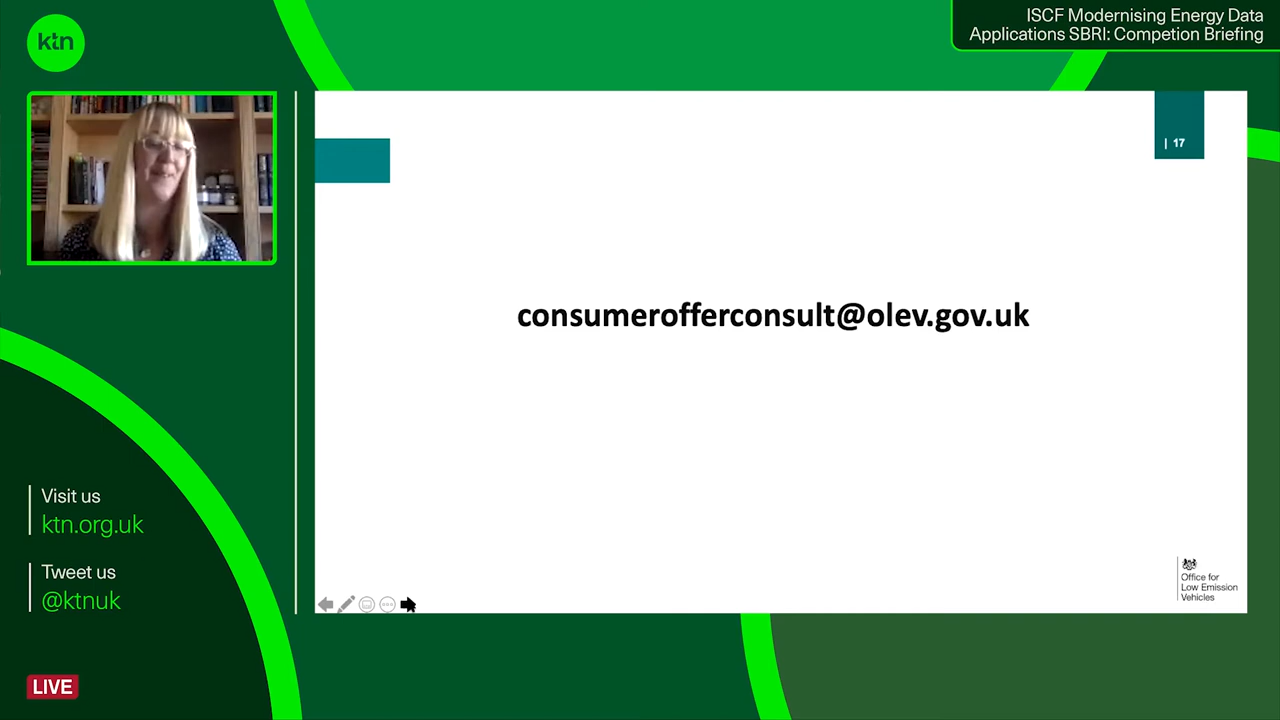 ktn
ISCF Modernising Energy Data
Applications SBRI: Competion Briefing
| 17
consumerofferconsult@olev.gov.uk
Visit us
ktn.org.uk
Tweet us
@ktnuk
Office for
Low Emission
Vehicles
LIVE